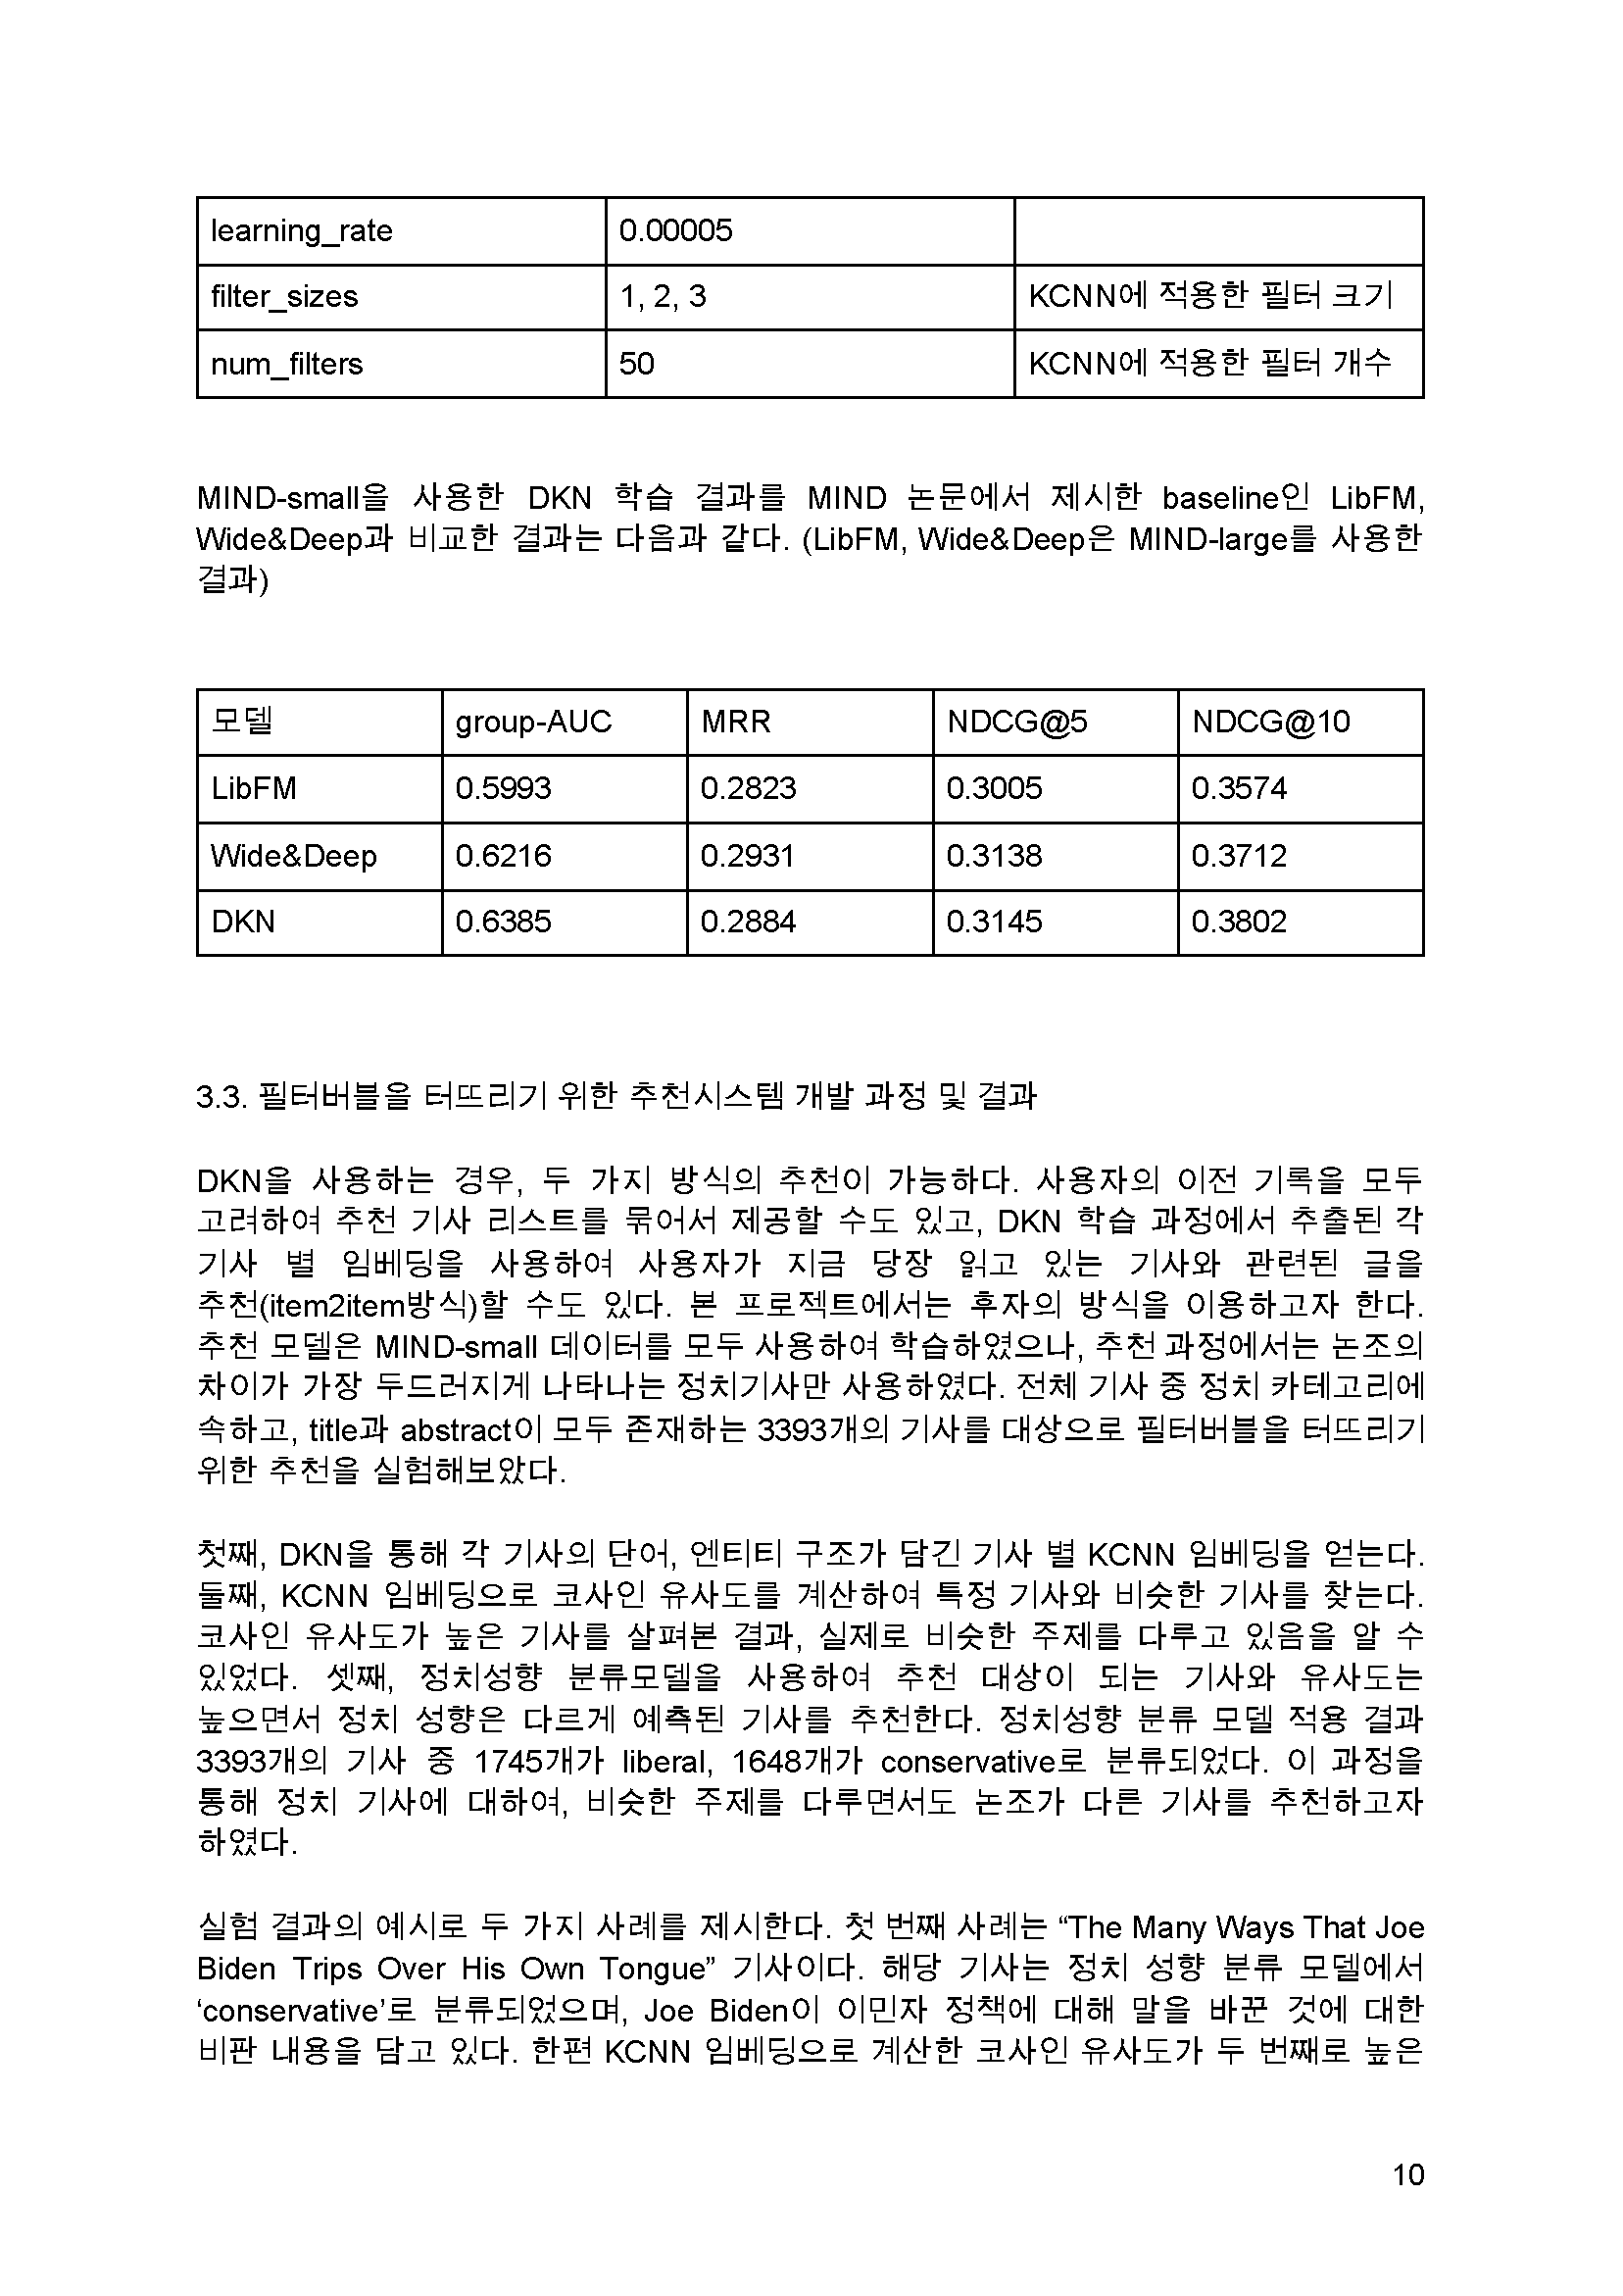 learning_rate 0.00005
filter_sizes 1, 2, 3 KCNN에 적용한 필터 크기
num_filters 50 KCNN에 적용한 필터 개수
MIND-small을 사용한 DKN 학습 결과를 MIND 논문에서 제시한 baseline인 LibFM,
Wide&Deep과 비교한 결과는 다음과 같다. (LibFM, Wide&Deep은 MIND-large를 사용한
결과)
모델 group-AUC MRR NDCG@5 NDCG@10
LibFM 0.5993 0.2823 0.3005 0.3574
Wide&Deep 0.6216 0.2931 0.3138 0.3712
DKN 0.6385 0.2884 0.3145 0.3802
3.3. 필터버블을 터뜨리기 위한 추천시스템 개발 과정 및 결과
DKN을 사용하는 경우, 두 가지 방식의 추천이 가능하다. 사용자의 이전 기록을 모두
고려하여 추천 기사 리스트를 묶어서 제공할 수도 있고, DKN 학습 과정에서 추출된 각
기사 별 임베딩을 사용하여 사용자가 지금 당장 읽고 있는 기사와 관련된 글을
추천(item2item방식)할 수도 있다. 본 프로젝트에서는 후자의 방식을 이용하고자 한다.
추천 모델은 MIND-small 데이터를 모두 사용하여 학습하였으나, 추천 과정에서는 논조의
차이가 가장 두드러지게 나타나는 정치기사만 사용하였다. 전체 기사 중 정치 카테고리에
속하고, title과 abstract이 모두 존재하는 3393개의 기사를 대상으로 필터버블을 터뜨리기
위한 추천을 실험해보았다.
첫째, DKN을 통해 각 기사의 단어, 엔티티 구조가 담긴 기사 별 KCNN 임베딩을 얻는다.
둘째, KCNN 임베딩으로 코사인 유사도를 계산하여 특정 기사와 비슷한 기사를 찾는다.
코사인 유사도가 높은 기사를 살펴본 결과, 실제로 비슷한 주제를 다루고 있음을 알 수
있었다. 셋째, 정치성향 분류모델을 사용하여 추천 대상이 되는 기사와 유사도는
높으면서 정치 성향은 다르게 예측된 기사를 추천한다. 정치성향 분류 모델 적용 결과
3393개의 기사 중 1745개가 liberal, 1648개가 conservative로 분류되었다. 이 과정을
통해 정치 기사에 대하여, 비슷한 주제를 다루면서도 논조가 다른 기사를 추천하고자
하였다.
실험 결과의 예시로 두 가지 사례를 제시한다. 첫 번째 사례는 “The Many Ways That Joe
Biden Trips Over His Own Tongue” 기사이다. 해당 기사는 정치 성향 분류 모델에서
‘conservative’로 분류되었으며, Joe Biden이 이민자 정책에 대해 말을 바꾼 것에 대한
비판 내용을 담고 있다. 한편 KCNN 임베딩으로 계산한 코사인 유사도가 두 번째로 높은
10